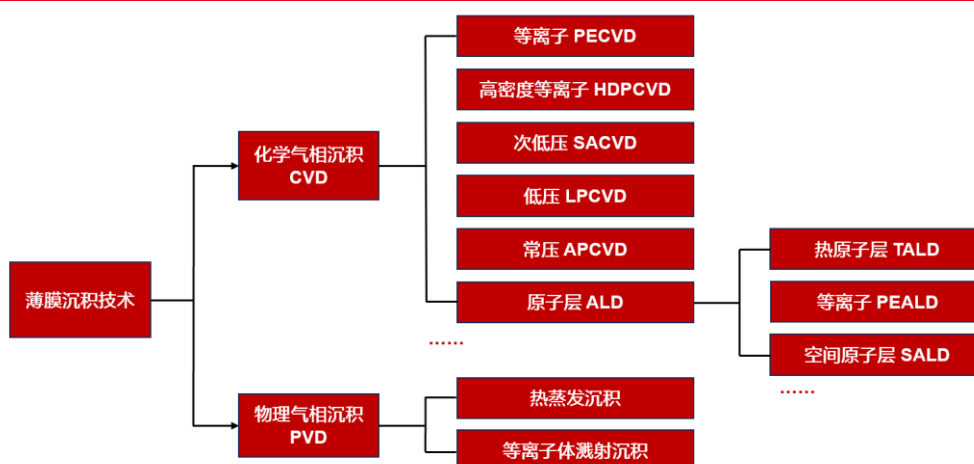 等离子 PECVD
高密度等离子 HDPCVD
化学气相沉积
CVD
次低压 SACVD
低压 LPCVD
常压 APCVD
热原子层 TALD
薄膜沉积技术
原子层 ALD
等离子 PEALD
……
空间原子层 SALD
……
物理气相沉积
PVD
热蒸发沉积
等离子体溅射沉积